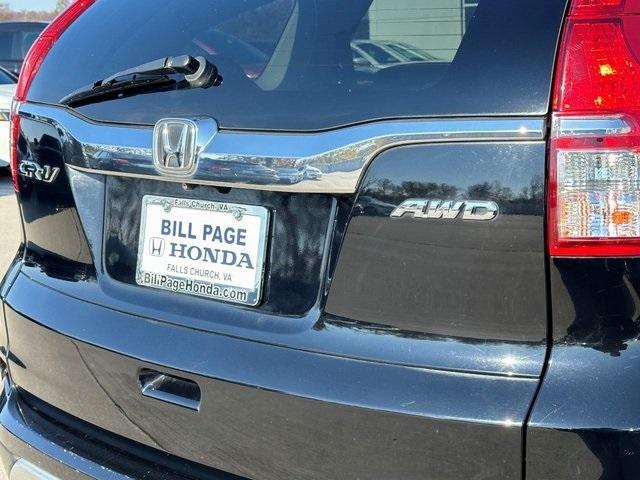 CR-V
AWD
Falls Church, VA
BILL PAGE
HONDA
FALLS CHURCH, VA
BillPageHonda.com